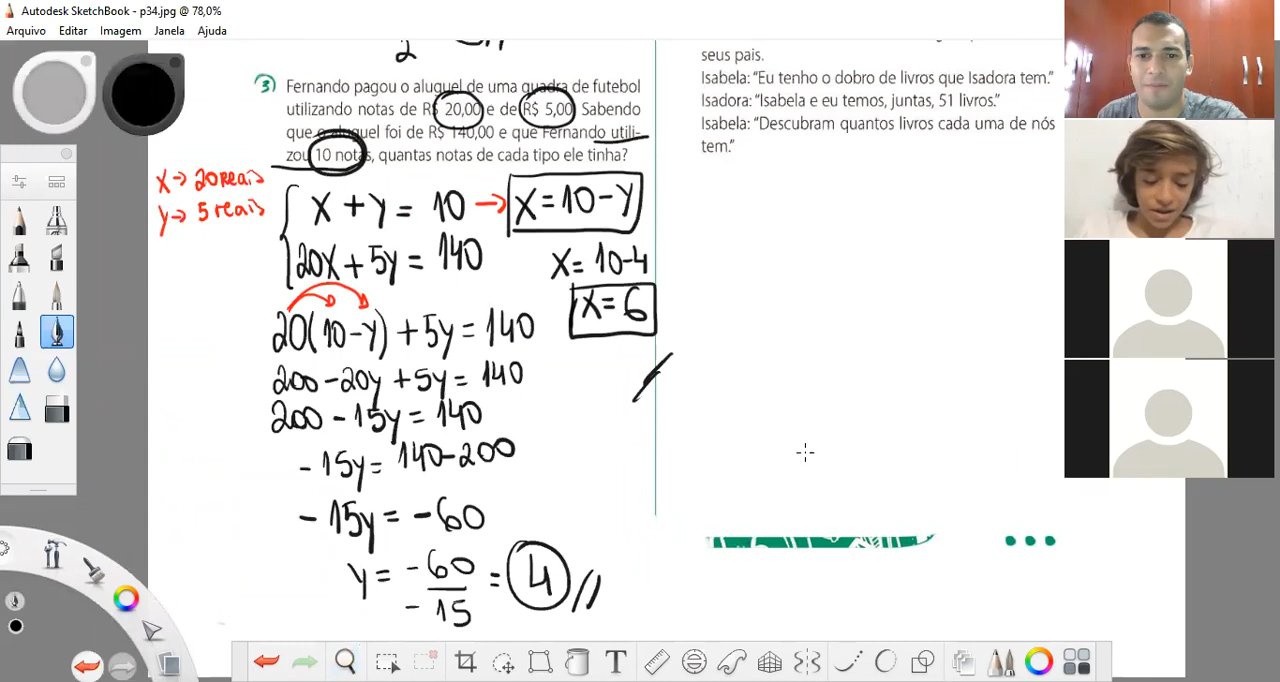 Autodesk SketchBook - p34.jpg @ 78,0%
Arquivo Editar Imagem Janela Ajuda
2
3 Fernando pagou o aluguel de uma quadra de futebol
utilizando notas de R$ 20,00 e de R$ 5,00 Sabendo
que o aluguel foi de R$ 140,00 e que Fernando utili-
zou 10 notas, quantas notas de cada tipo ele tinha?
x → 20 reais
y → 5 reais
x + y = 10 → x = 10 - y
20x + 5y = 140
x = 10-4
x = 6
20(10 - y) + 5y = 140
200 - 20y + 5y = 140
200 - 15y = 140
- 15y = 140-200
- 15y = -60
y = -60 / -15 = 4 //
seus pais.
Isabela: “Eu tenho o dobro de livros que Isadora tem.”
Isadora: “Isabela e eu temos, juntas, 51 livros.”
Isabela: “Descubram quantos livros cada uma de nós
tem.”
T